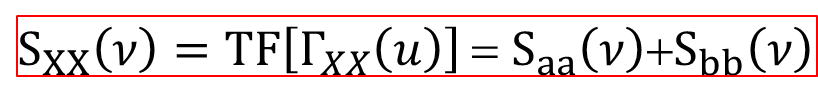 S_XX(ν) = TF[Γ_XX(u)] = S_aa(ν)+S_bb(ν)